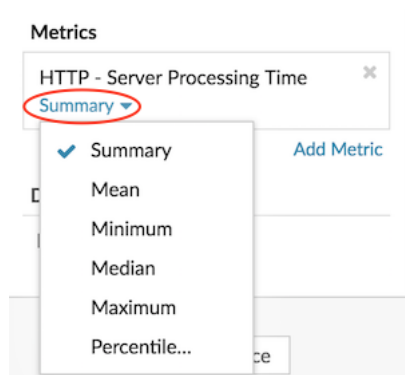 Metrics
HTTP - Server Processing Time
Summary
Summary
Add Metric
Mean
Minimum
Median
Maximum
Percentile...